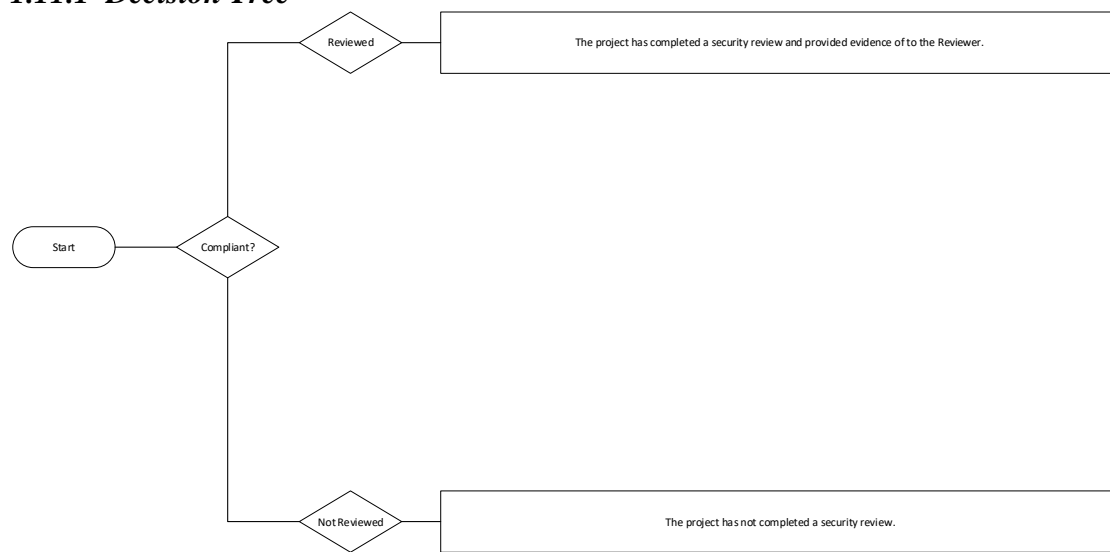 1.11.1 Decision Tree
Reviewed
The project has completed a security review and provided evidence of to the Reviewer.
Start
Compliant?
Not Reviewed
The project has not completed a security review.